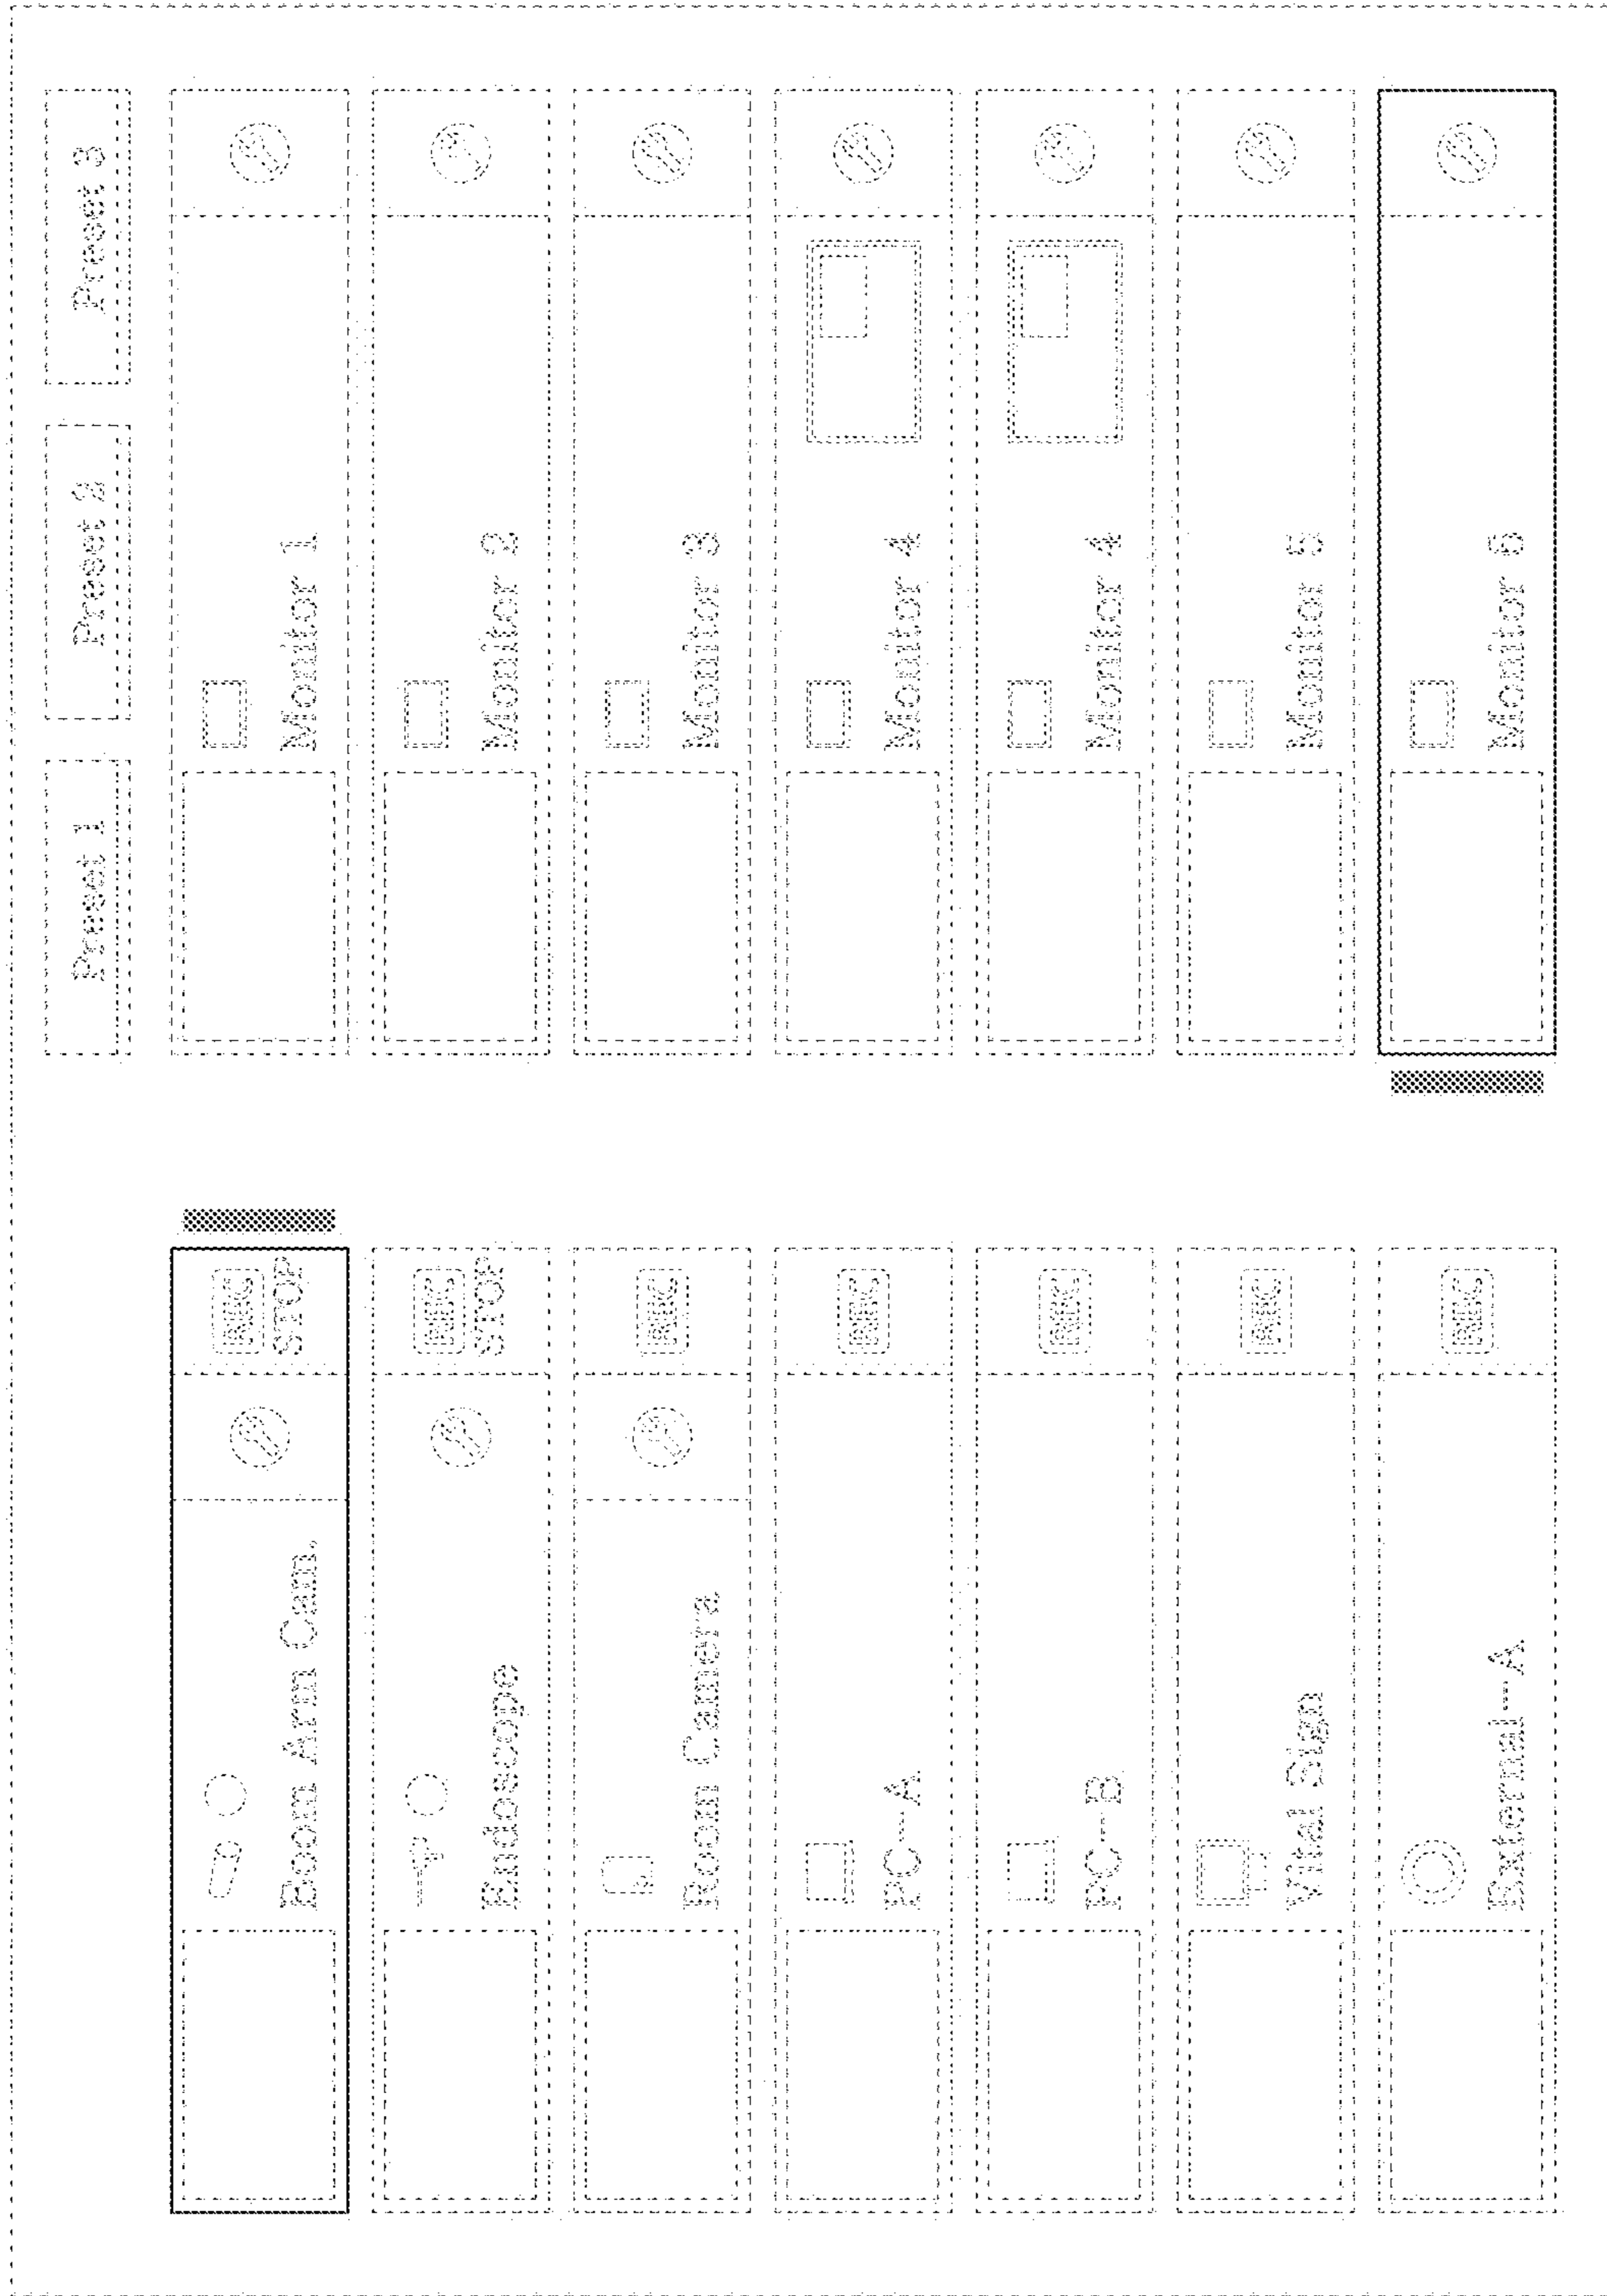 Preset 1
Preset 2
Preset 3
Boom Arm Cam.
REC
STOP
Monitor 1
Endoscope
REC
STOP
Monitor 2
Room Camera
REC
Monitor 3
PC-A
REC
Monitor 4
PC-B
REC
Monitor 4
Vital Sign
REC
Monitor 5
External-A
REC
Monitor 6